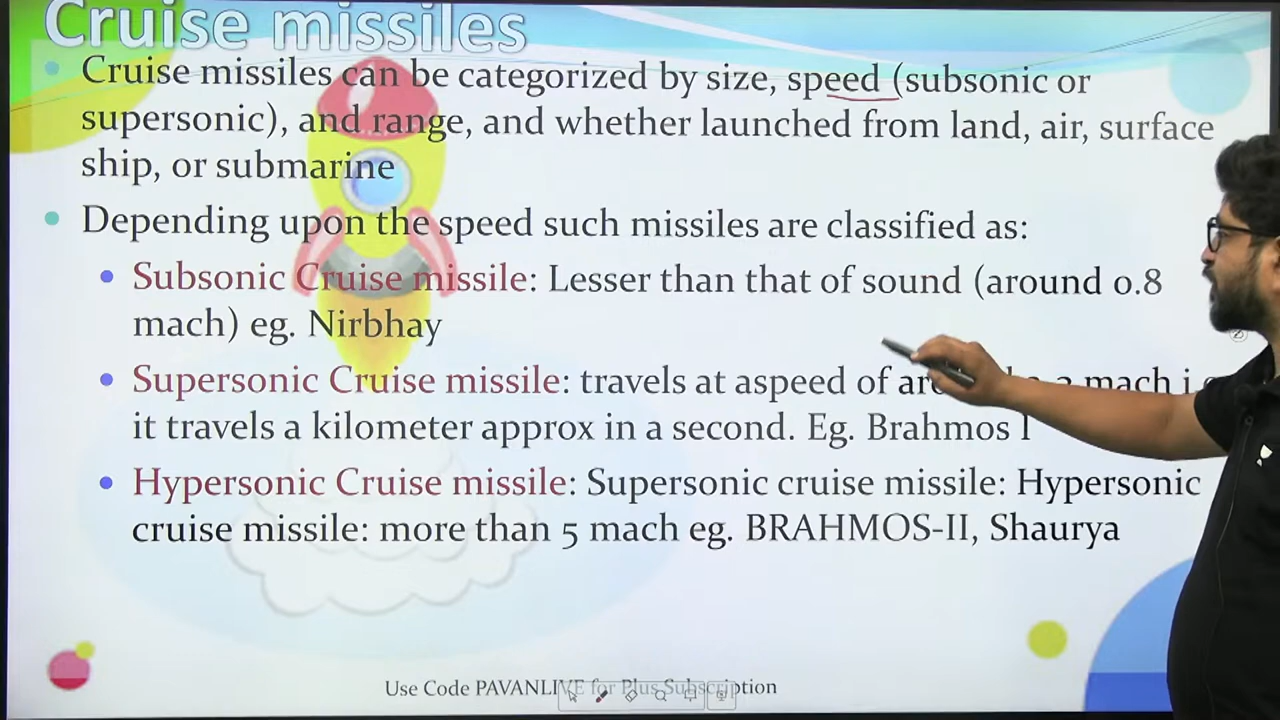 Cruise missiles
Cruise missiles can be categorized by size, speed (subsonic or
supersonic), and range, and whether launched from land, air, surface
ship, or submarine
Depending upon the speed such missiles are classified as:
Subsonic Cruise missile: Lesser than that of sound (around 0.8
mach) eg. Nirbhay
Supersonic Cruise missile: travels at aspeed of mach
it travels a kilometer approx in a second. Eg. Brahmos I
Hypersonic Cruise missile: Supersonic cruise missile: Hypersonic
cruise missile: more than 5 mach eg. BRAHMOS-II, Shaurya
Use Code PAVANLIVE for Plus Subscription